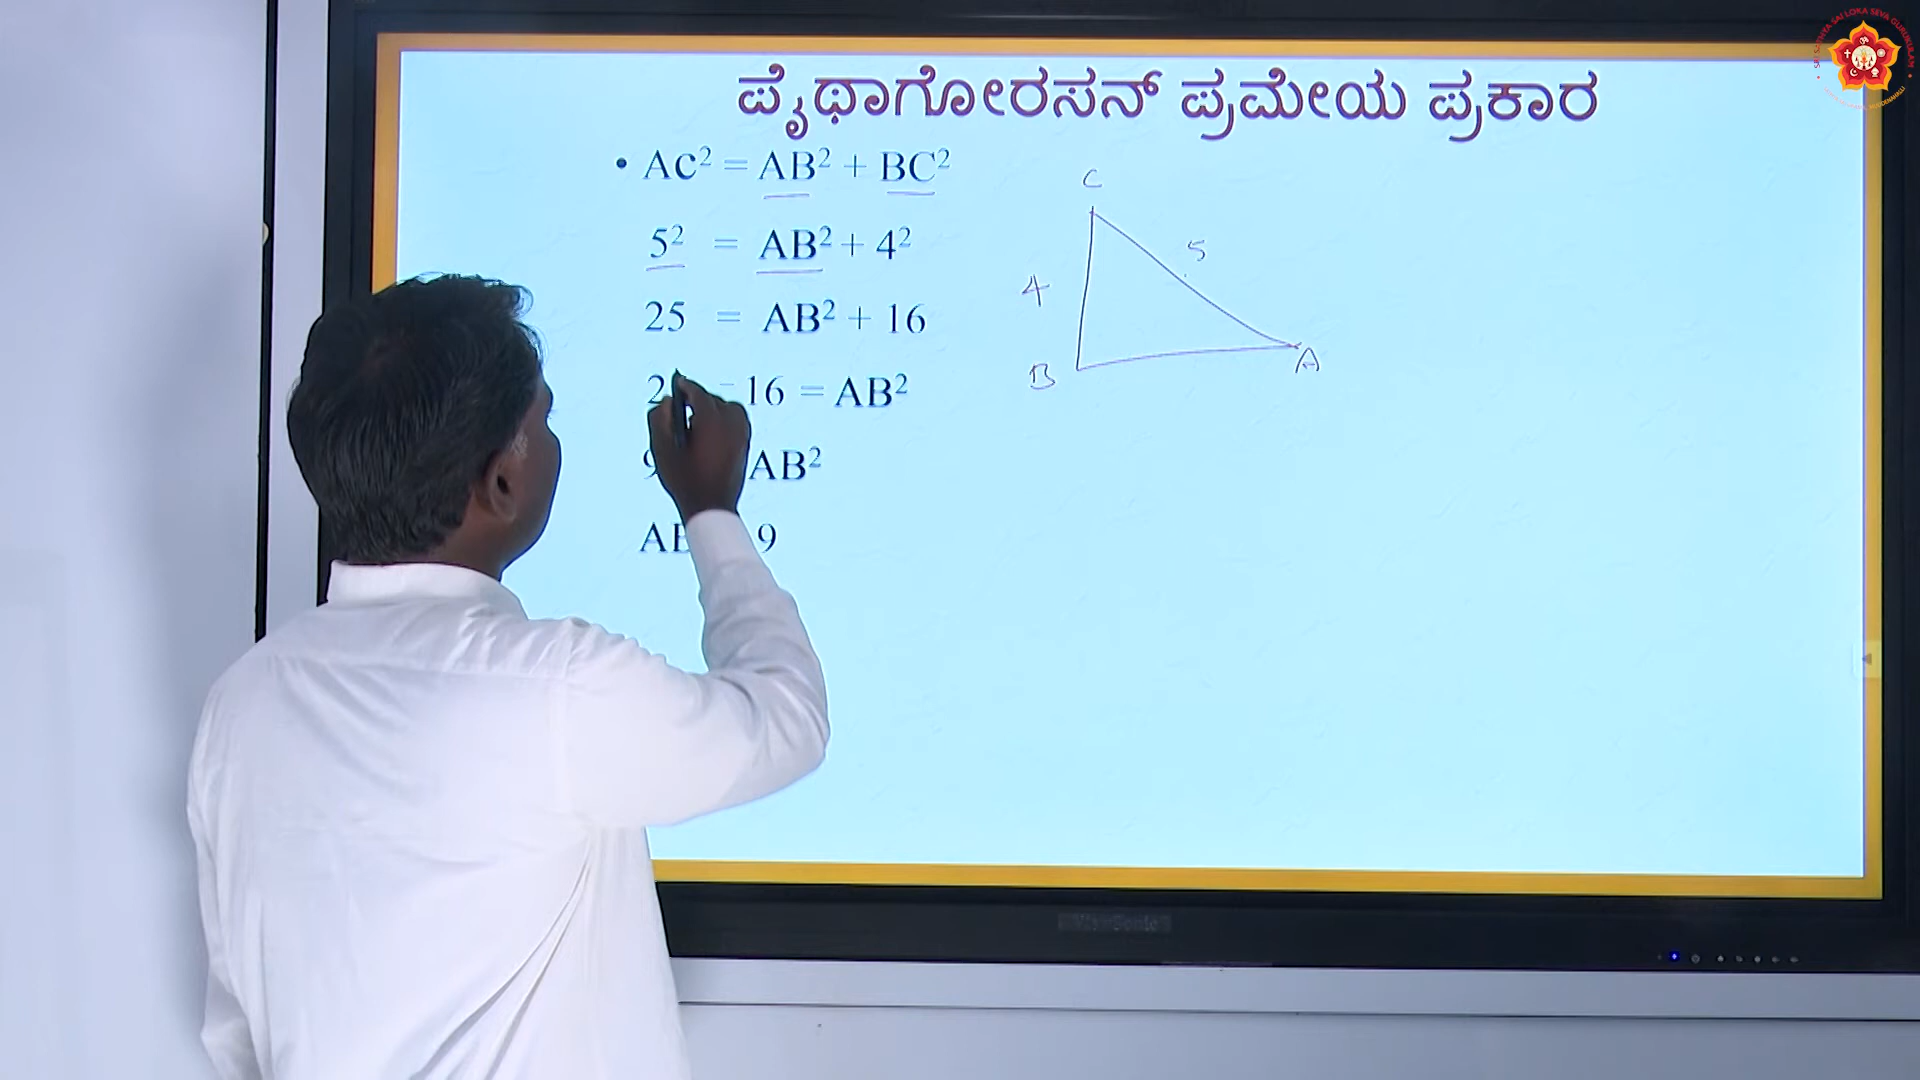 ಪೈಥಾಗೋರಸನ್ ಪ್ರಮೇಯ ಪ್ರಕಾರ
• Ac² = AB² + BC²
5² = AB² + 4²
25 = AB² + 16
16 = AB²
AB²
9
C
5
4
B
A